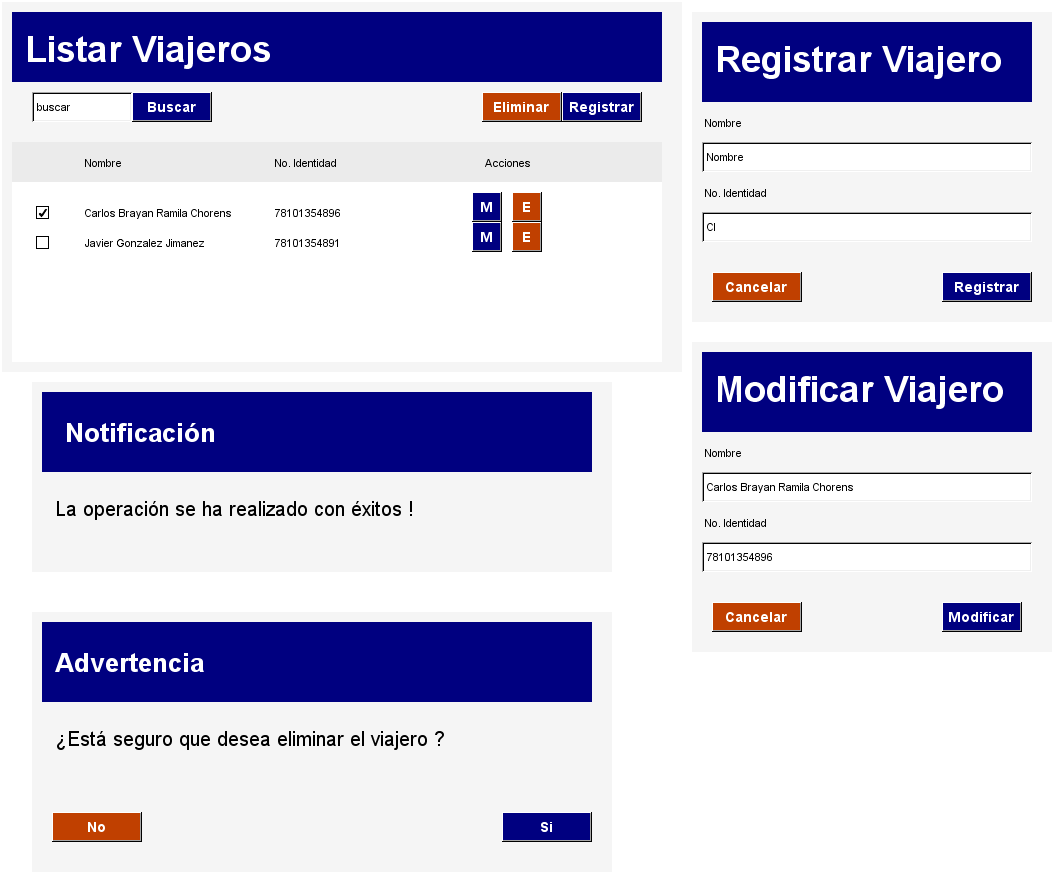 Listar Viajeros
buscar Buscar Eliminar Registrar
Nombre No. Identidad Acciones
Carlos Brayan Ramila Chorens 78101354896 M E
Javier Gonzalez Jimanez 78101354891 M E
Notificación
La operación se ha realizado con éxitos !
Advertencia
¿Está seguro que desea eliminar el viajero ?
No Si
Registrar Viajero
Nombre
Nombre
No. Identidad
CI
Cancelar Registrar
Modificar Viajero
Nombre
Carlos Brayan Ramila Chorens
No. Identidad
78101354896
Cancelar Modificar